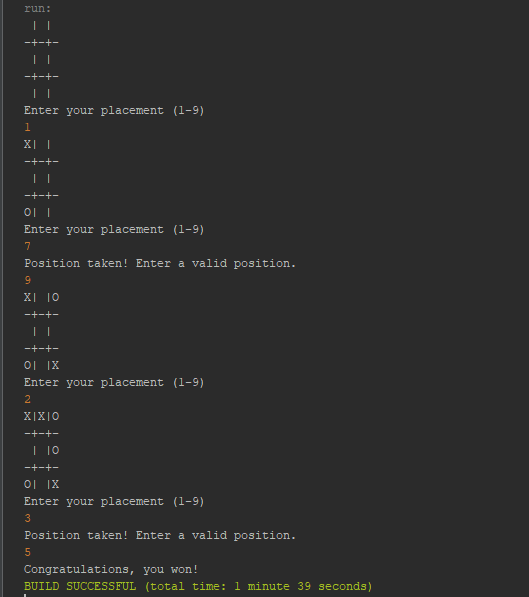 run:
 | | 
-+-+-
 | | 
-+-+-
 | | 
Enter your placement (1-9)
1
X| | 
-+-+-
 | | 
-+-+-
O| | 
Enter your placement (1-9)
7
Position taken! Enter a valid position.
9
X| |O
-+-+-
 | | 
-+-+-
O| |X
Enter your placement (1-9)
2
X|X|O
-+-+-
 | |O
-+-+-
O| |X
Enter your placement (1-9)
3
Position taken! Enter a valid position.
5
Congratulations, you won!
BUILD SUCCESSFUL (total time: 1 minute 39 seconds)